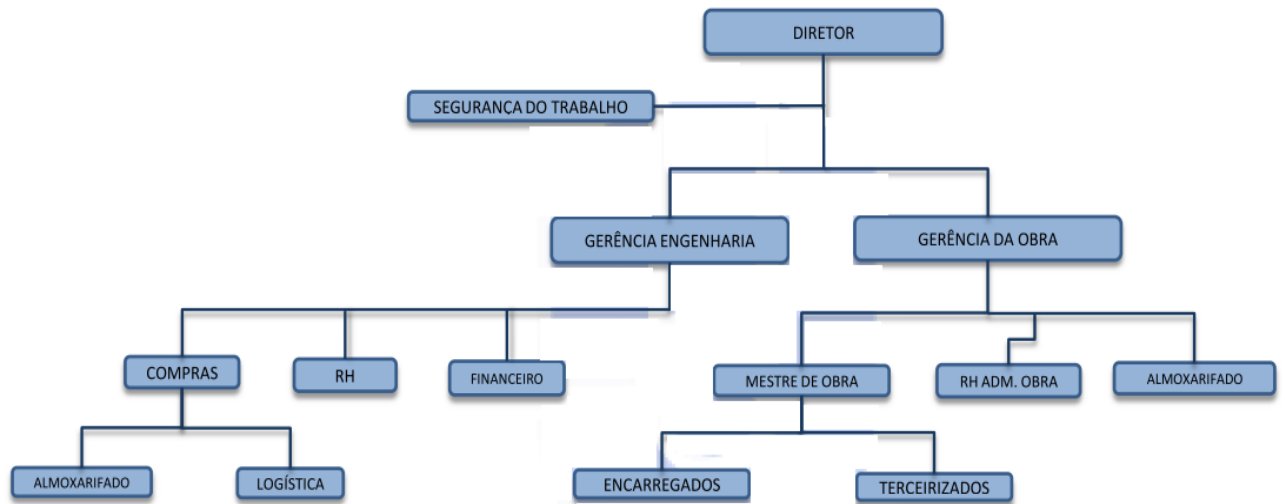 DIRETOR
SEGURANÇA DO TRABALHO
GERÊNCIA ENGENHARIA
GERÊNCIA DA OBRA
COMPRAS
RH
FINANCEIRO
MESTRE DE OBRA
RH ADM. OBRA
ALMOXARIFADO
ALMOXARIFADO
LOGÍSTICA
ENCARREGADOS
TERCEIRIZADOS